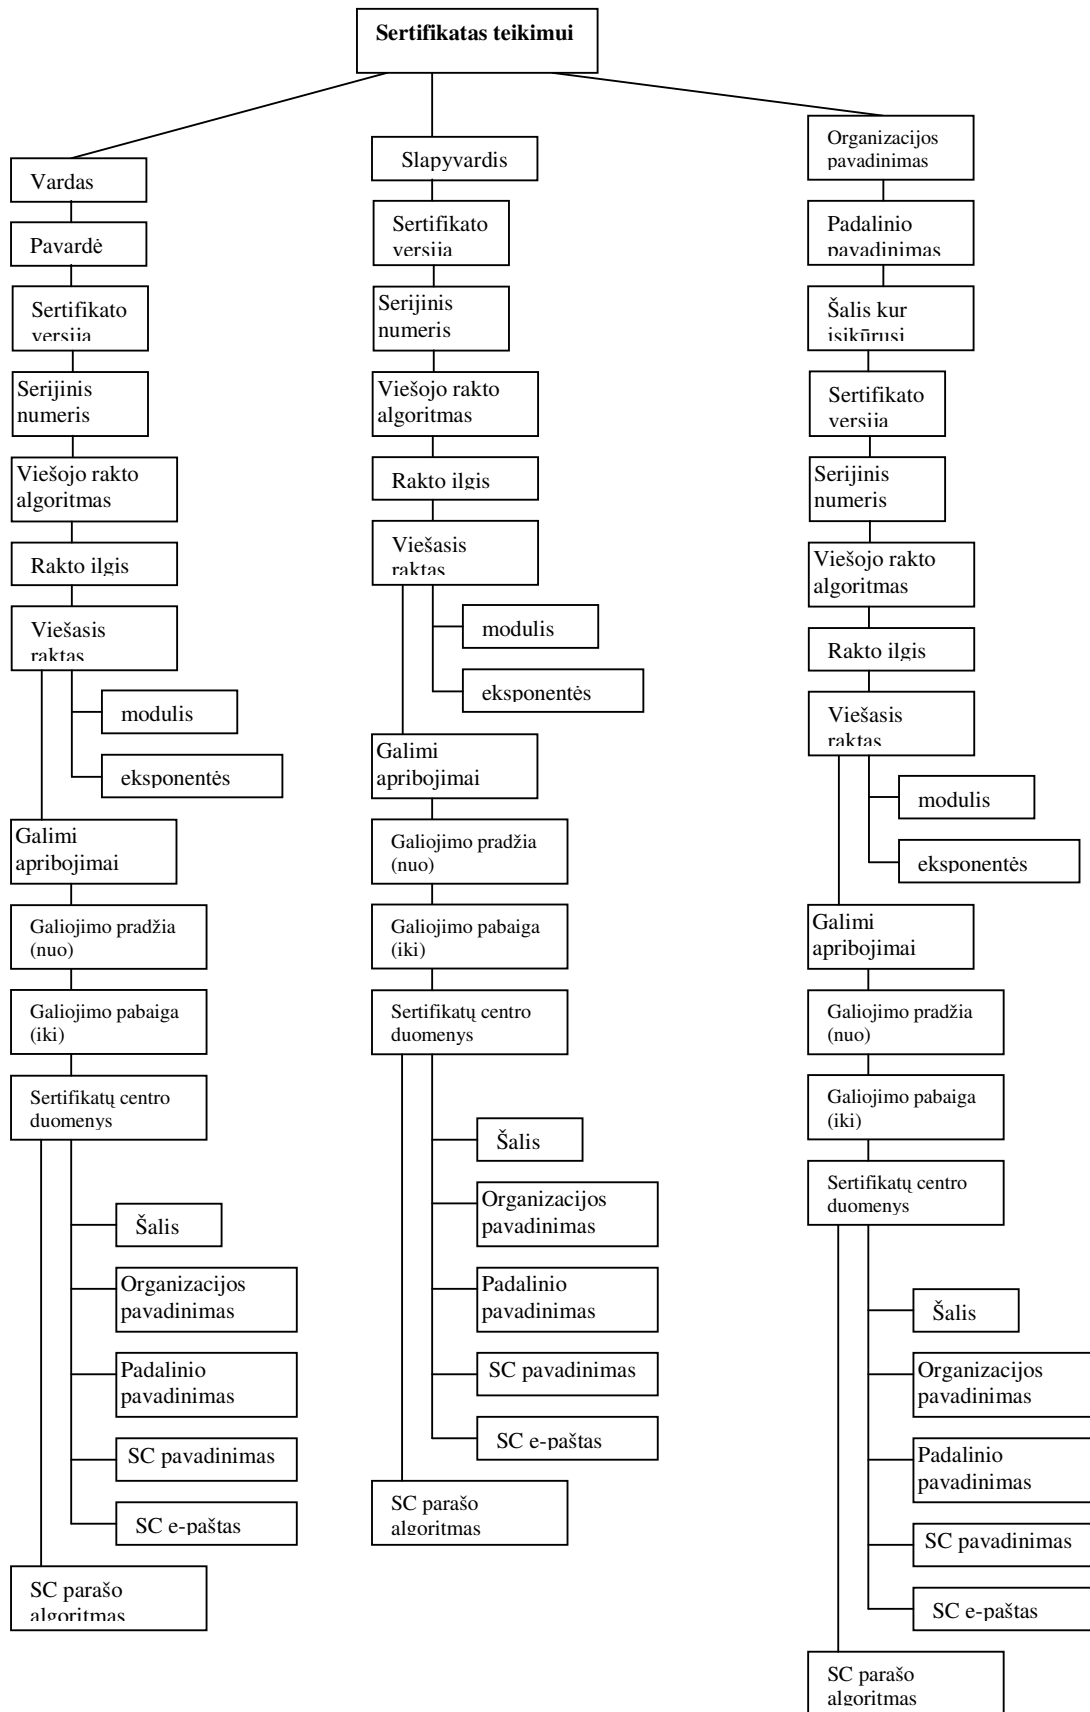 Sertifikatas teikimui
Vardas
Pavardė
Sertifikato
versija
Serijinis
numeris
Viešojo rakto
algoritmas
Rakto ilgis
Viešasis
raktas
modulis
eksponentės
Galimi
apribojimai
Galiojimo pradžia
(nuo)
Galiojimo pabaiga
(iki)
Sertifikatų centro
duomenys
Šalis
Organizacijos
pavadinimas
Padalinio
pavadinimas
SC pavadinimas
SC e-paštas
SC parašo
algoritmas
Slapyvardis
Sertifikato
versija
Serijinis
numeris
Viešojo rakto
algoritmas
Rakto ilgis
Viešasis
raktas
modulis
eksponentės
Galimi
apribojimai
Galiojimo pradžia
(nuo)
Galiojimo pabaiga
(iki)
Sertifikatų centro
duomenys
Šalis
Organizacijos
pavadinimas
Padalinio
pavadinimas
SC pavadinimas
SC e-paštas
SC parašo
algoritmas
Organizacijos
pavadinimas
Padalinio
pavadinimas
Šalis kur
įsikūrusi
Sertifikato
versija
Serijinis
numeris
Viešojo rakto
algoritmas
Rakto ilgis
Viešasis
raktas
modulis
eksponentės
Galimi
apribojimai
Galiojimo pradžia
(nuo)
Galiojimo pabaiga
(iki)
Sertifikatų centro
duomenys
Šalis
Organizacijos
pavadinimas
Padalinio
pavadinimas
SC pavadinimas
SC e-paštas
SC parašo
algoritmas